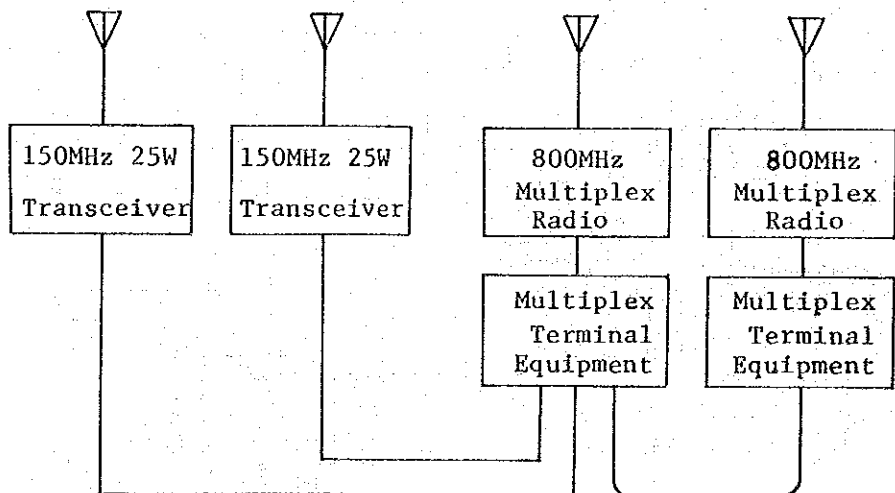 150MHz 25W
Transceiver
150MHz 25W
Transceiver
800MHz
Multiplex
Radio
800MHz
Multiplex
Radio
Multiplex
Terminal
Equipment
Multiplex
Terminal
Equipment